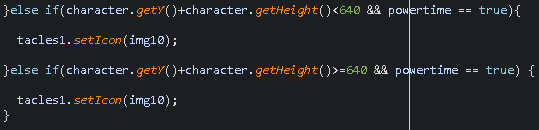 }else if(character.getY()+character.getHeight()<640 && powertime == true){
tacles1.setIcon(img10);
}else if(character.getY()+character.getHeight()>=640 && powertime == true) {
tacles1.setIcon(img10);
}